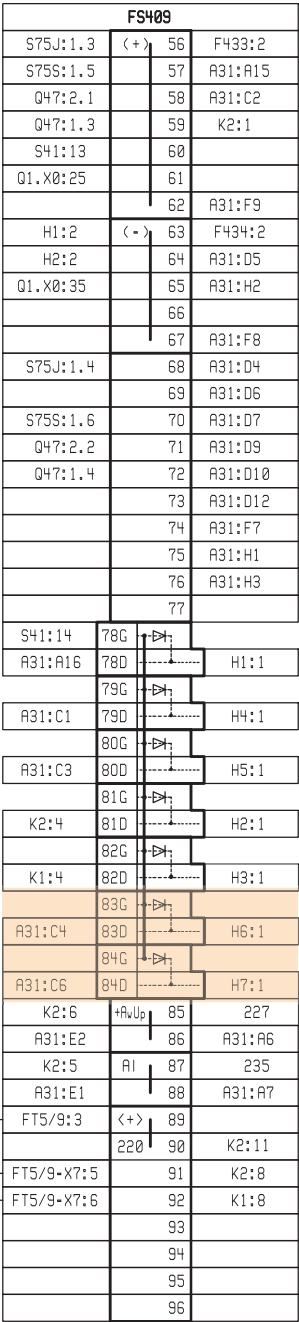 FS409
S75J:1.3 (+) 56 F433:2
S75S:1.5 57 A31:A15
Q47:2.1 58 A31:C2
Q47:1.3 59 K2:1
S41:13 60
Q1.X0:25 61
62 A31:F9
H1:2 (-) 63 F434:2
H2:2 64 A31:D5
Q1.X0:35 65 A31:H2
66
67 A31:F8
S75J:1.4 68 A31:D4
69 A31:D6
S75S:1.6 70 A31:D7
Q47:2.2 71 A31:D9
Q47:1.4 72 A31:D10
73 A31:D12
74 A31:F7
75 A31:H1
76 A31:H3
77
S41:14 78G
A31:A16 78D H1:1
79G
A31:C1 79D H4:1
80G
A31:C3 80D H5:1
81G
K2:4 81D H2:1
82G
K1:4 82D H3:1
83G
A31:C4 83D H6:1
84G
A31:C6 84D H7:1
K2:6 +AwUp 85 227
A31:E2 86 A31:A6
K2:5 AI 87 235
A31:E1 88 A31:A7
FT5/9:3 <+> 89
220 90 K2:11
FT5/9-X7:5 91 K2:8
FT5/9-X7:6 92 K1:8
93
94
95
96